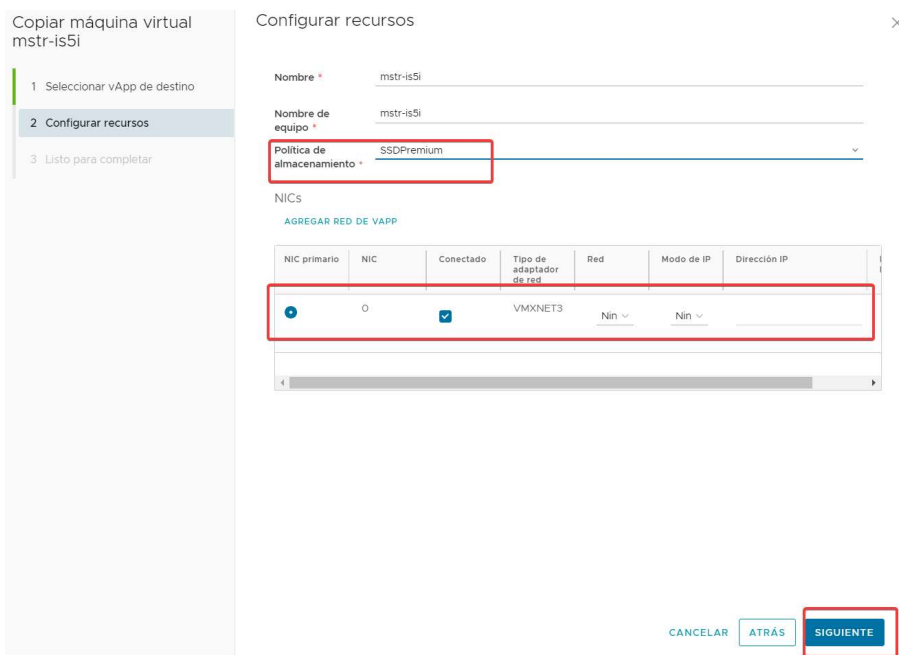 Copiar máquina virtual
mstr-is5i
1 Seleccionar vApp de destino
2 Configurar recursos
3 Listo para completar
Configurar recursos
Nombre *
mstr-is5i
Nombre de
equipo *
mstr-is5i
Política de
almacenamiento *
SSDPremium
NICs
AGREGAR RED DE VAPP
NIC primario NIC Conectado Tipo de adaptador de red Red Modo de IP Dirección IP
0 VMXNET3 Nin Nin
CANCELAR ATRÁS SIGUIENTE